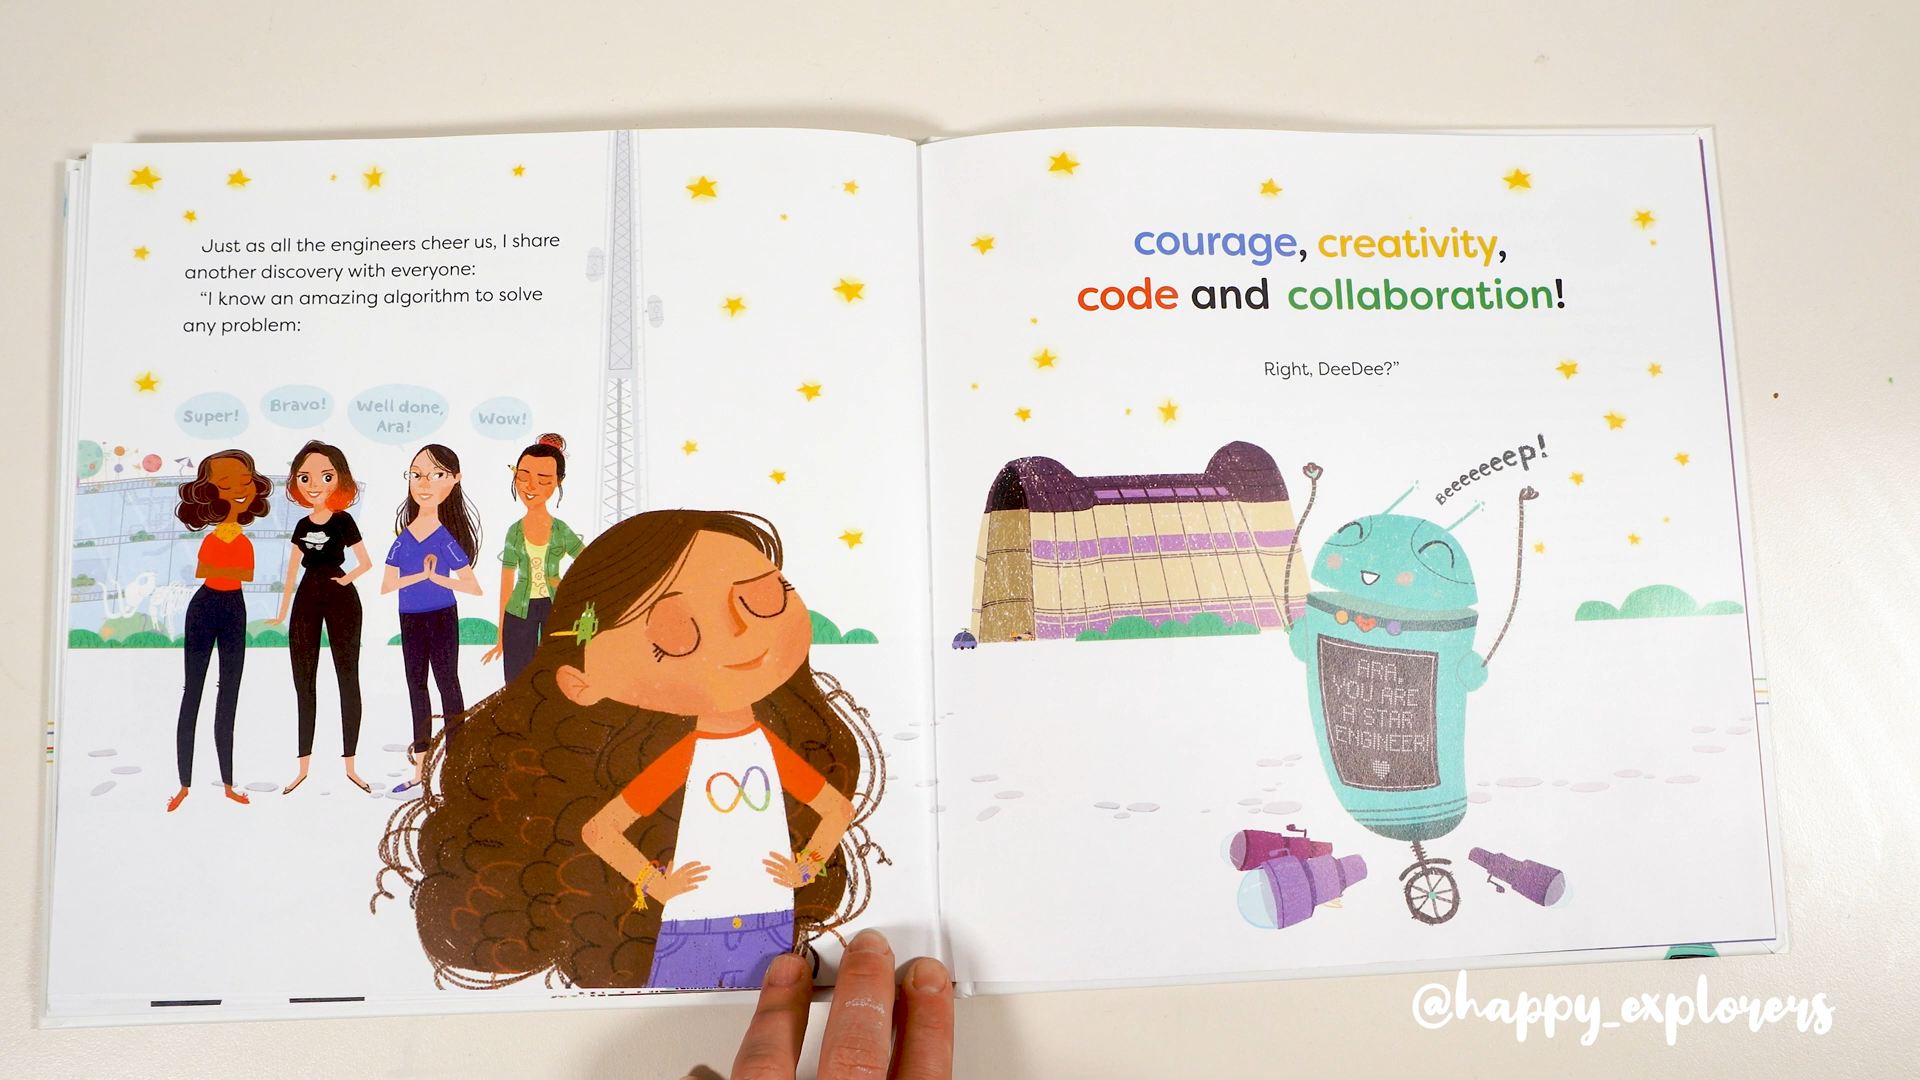 Just as all the engineers cheer us, I share
another discovery with everyone:
“I know an amazing algorithm to solve
any problem:
Super!
Bravo!
Well done,
Ara!
Wow!
courage, creativity,
code and collaboration!
Right, DeeDee?”
Beeeeeeep!
ARA,
YOU ARE
A STAR
ENGINEER!
@happy_explorers